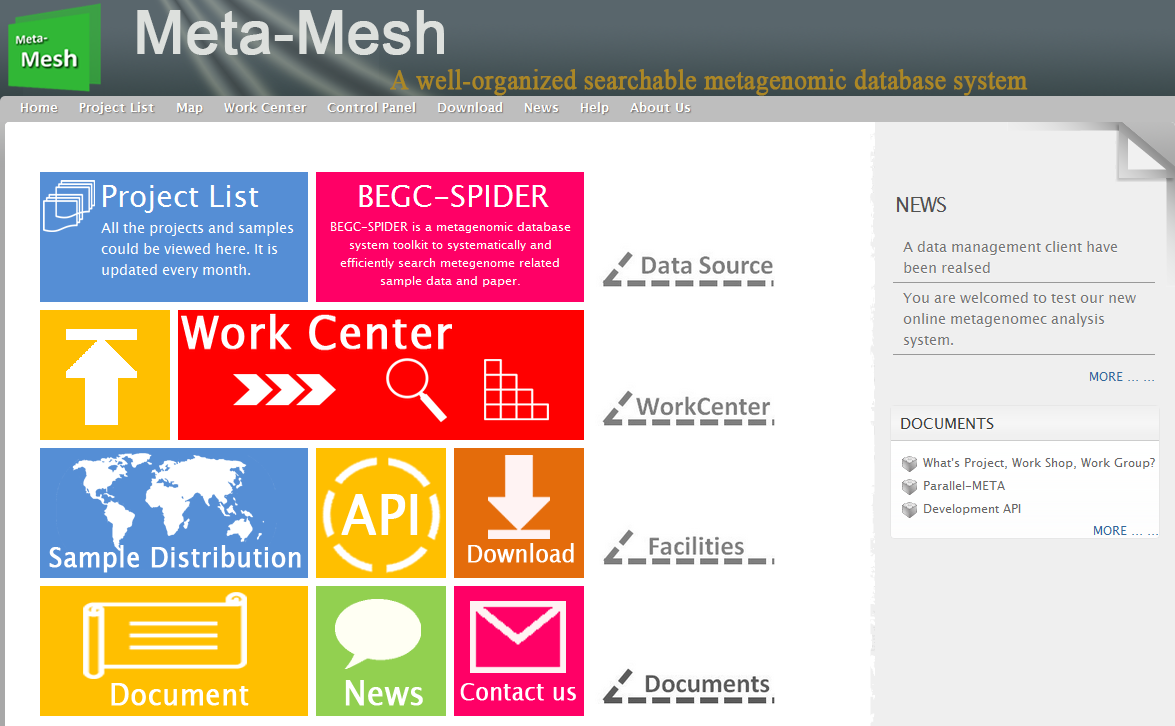 Meta-
Mesh
Meta-Mesh
A well-organized searchable metagenomic database system
Home Project List Map Work Center Control Panel Download News Help About Us
Project List
All the projects and samples
could be viewed here. It is
updated every month.
BEGC-SPIDER
BEGC-SPIDER is a metagenomic database
system toolkit to systematically and
efficiently search metegenome related
sample data and paper.
Data Source
Work Center
WorkCenter
Sample Distribution
API
Download
Facilities
Document
News
Contact us
Documents
NEWS
A data management client have
been realsed
You are welcomed to test our new
online metagenomec analysis
system.
MORE ... ...
DOCUMENTS
What's Project, Work Shop, Work Group?
Parallel-META
Development API
MORE ... ...